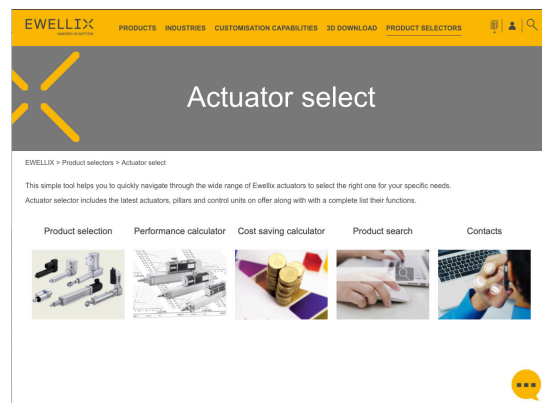 EWELLIX
MAKERS IN MOTION
PRODUCTS INDUSTRIES CUSTOMISATION CAPABILITIES 3D DOWNLOAD PRODUCT SELECTORS
Actuator select
EWELLIX > Product selectors > Actuator select
This simple tool helps you to quickly navigate through the wide range of Ewellix actuators to select the right one for your specific needs.
Actuator selector includes the latest actuators, pillars and control units on offer along with with a complete list their functions.
Product selection Performance calculator Cost saving calculator Product search Contacts